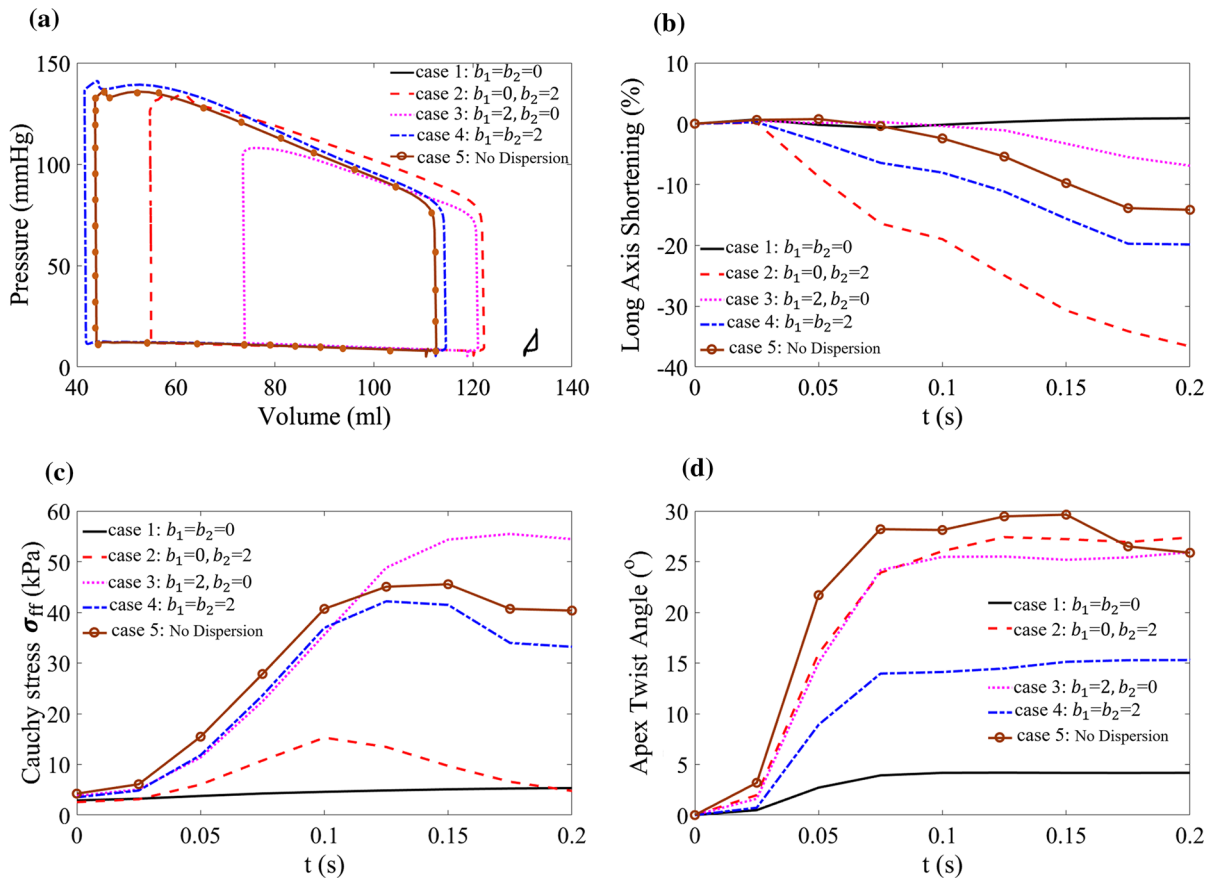 (a)
150
100
50
0
40
60
80
100
120
140
Pressure (mmHg)
Volume (ml)
case 1: b₁=b₂=0
case 2: b₁=0, b₂=2
case 3: b₁=2, b₂=0
case 4: b₁=b₂=2
case 5: No Dispersion
(b)
10
0
-10
-20
-30
-40
0
0.05
0.1
0.15
0.2
Long Axis Shortening (%)
t (s)
case 1: b₁=b₂=0
case 2: b₁=0, b₂=2
case 3: b₁=2, b₂=0
case 4: b₁=b₂=2
case 5: No Dispersion
(c)
60
50
40
30
20
10
0
0
0.05
0.1
0.15
0.2
Cauchy stress σff (kPa)
t (s)
case 1: b₁=b₂=0
case 2: b₁=0, b₂=2
case 3: b₁=2, b₂=0
case 4: b₁=b₂=2
case 5: No Dispersion
(d)
30
25
20
15
10
5
0
0
0.05
0.1
0.15
0.2
Apex Twist Angle (°)
t (s)
case 1: b₁=b₂=0
case 2: b₁=0, b₂=2
case 3: b₁=2, b₂=0
case 4: b₁=b₂=2
case 5: No Dispersion